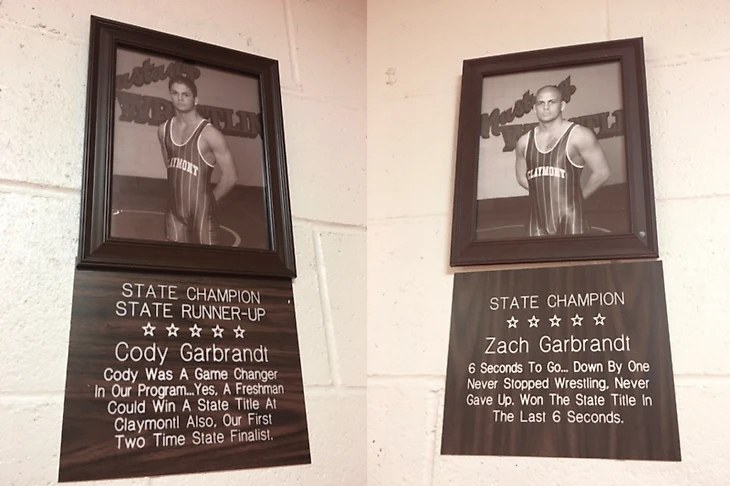 Mustang
WRESTLIN
CLAYMONT
STATE CHAMPION
STATE RUNNER-UP
Cody Garbrandt
Cody Was A Game Changer
In Our Program...Yes, A Freshman
Could Win A State Title At
Claymont! Also, Our First
Two Time State Finalist.
CLAYMONT
STATE CHAMPION
Zach Garbrandt
6 Seconds To Go... Down By One
Never Stopped Wrestling, Never
Gave Up. Won The State Title In
The Last 6 Seconds.